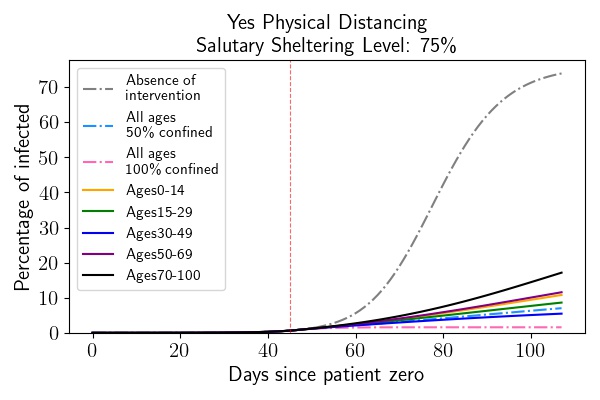 Yes Physical Distancing
Salutary Sheltering Level: 75%
Percentage of infected
70
60
50
40
30
20
10
0
Absence of
intervention
All ages
50% confined
All ages
100% confined
Ages0-14
Ages15-29
Ages30-49
Ages50-69
Ages70-100
0 20 40 60 80 100
Days since patient zero